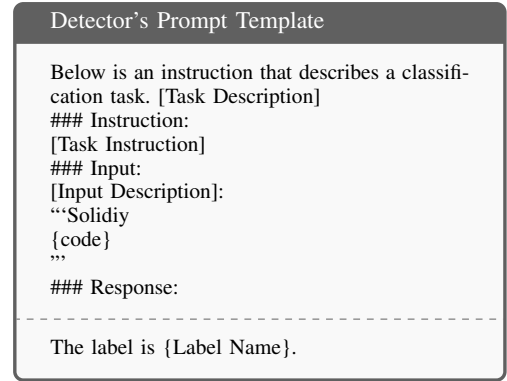 Detector's Prompt Template
Below is an instruction that describes a classifi-
cation task. [Task Description]
### Instruction:
[Task Instruction]
### Input:
[Input Description]:
“‘Solidiy
{code}
”’
### Response:
The label is {Label Name}.